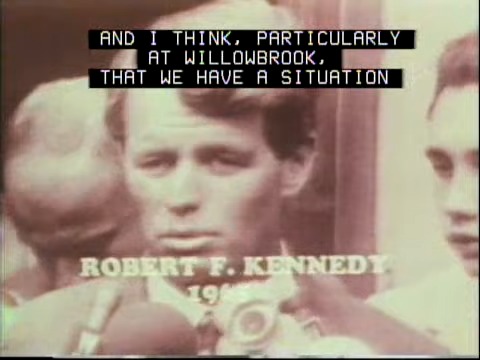 AND I THINK, PARTICULARLY
AT WILLOWBROOK,
THAT WE HAVE A SITUATION
ROBERT F. KENNEDY